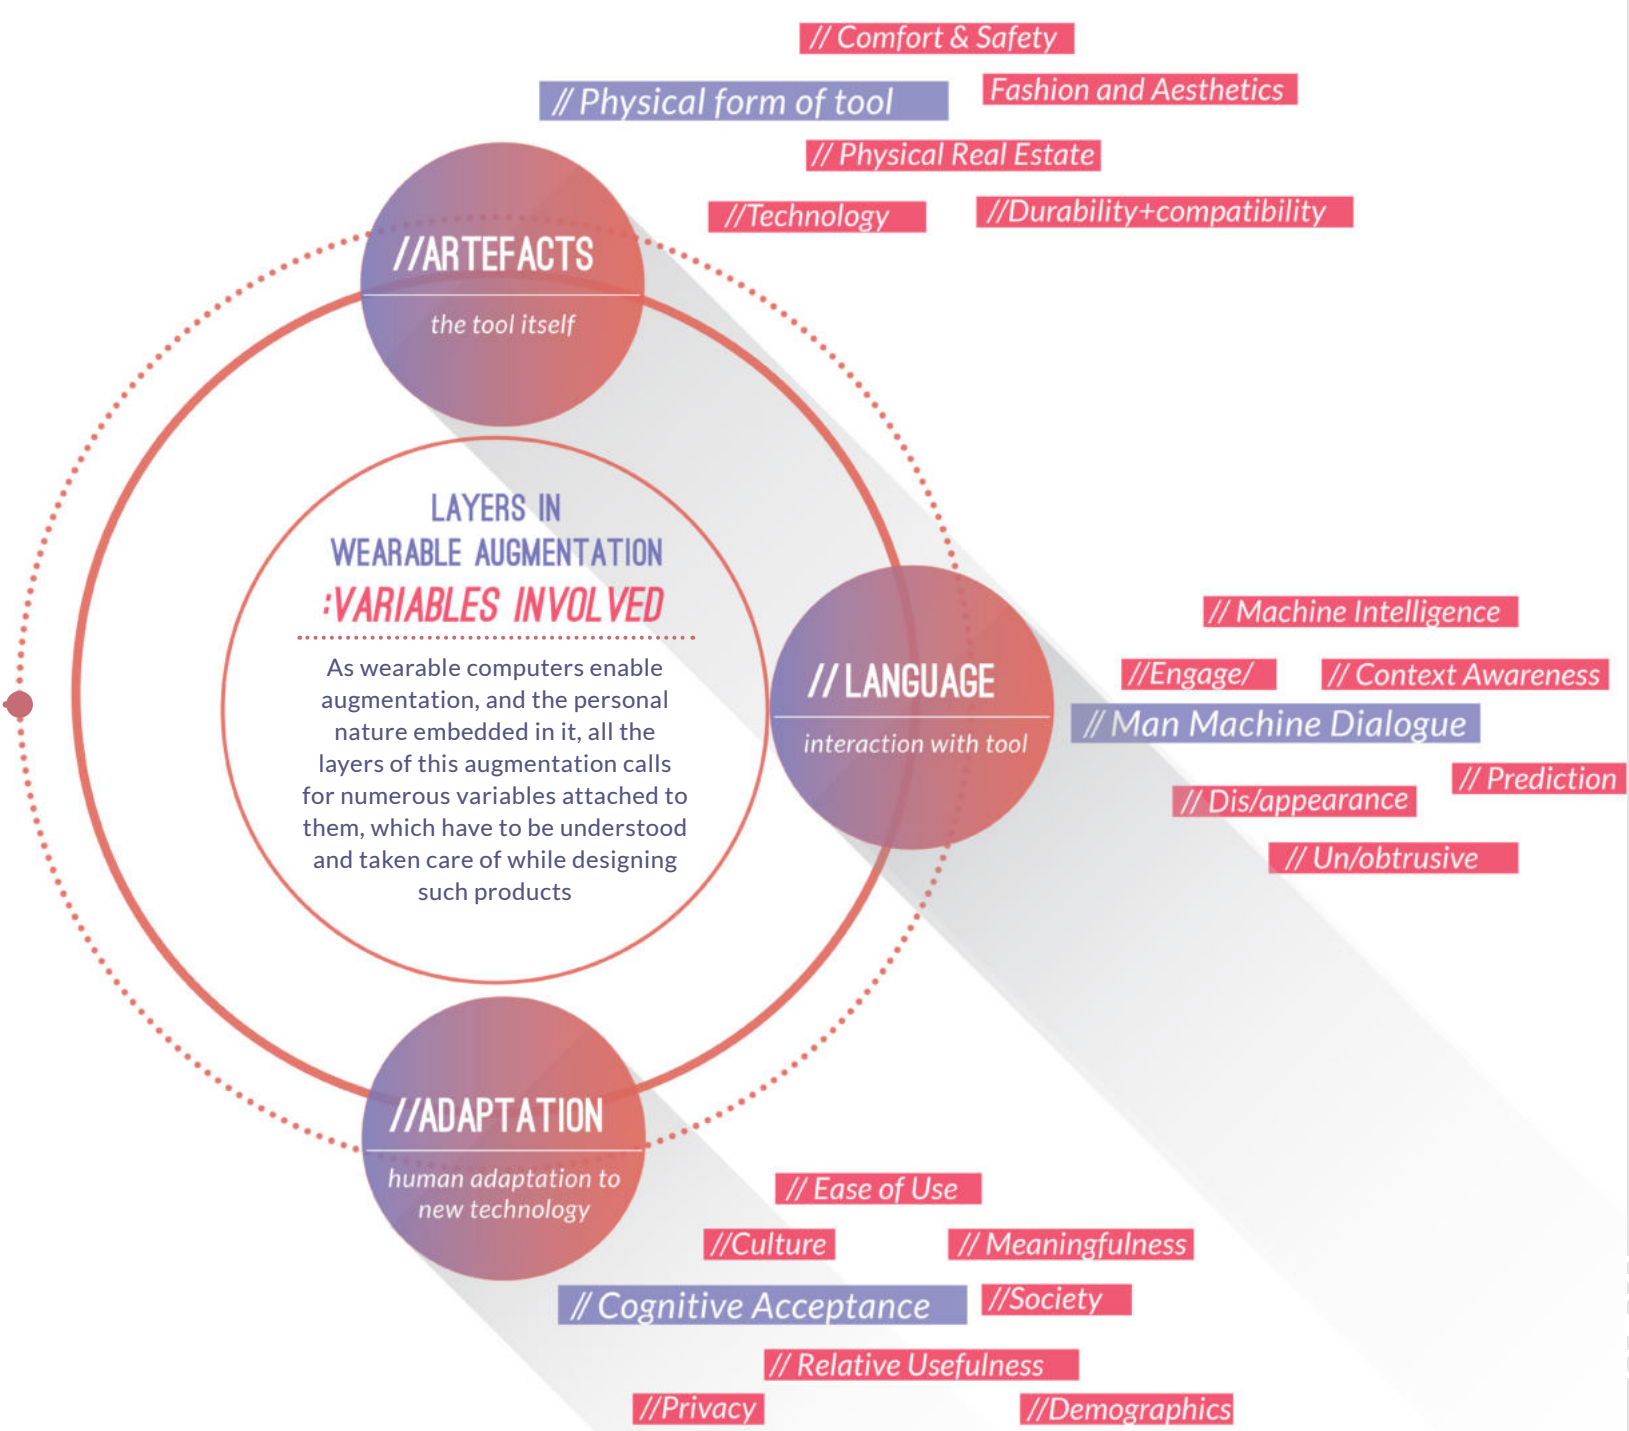 // Comfort & Safety
Fashion and Aesthetics
// Physical form of tool
// Physical Real Estate
//Technology
//Durability+compatibility
//ARTEFACTS
the tool itself
LAYERS IN
WEARABLE AUGMENTATION
:VARIABLES INVOLVED
As wearable computers enable
augmentation, and the personal
nature embedded in it, all the
layers of this augmentation calls
for numerous variables attached to
them, which have to be understood
and taken care of while designing
such products
// LANGUAGE
interaction with tool
// Machine Intelligence
//Engage/
// Context Awareness
// Man Machine Dialogue
// Prediction
// Dis/appearance
// Un/obtrusive
//ADAPTATION
human adaptation to
new technology
// Ease of Use
//Culture
// Meaningfulness
// Cognitive Acceptance
//Society
// Relative Usefulness
//Privacy
//Demographics